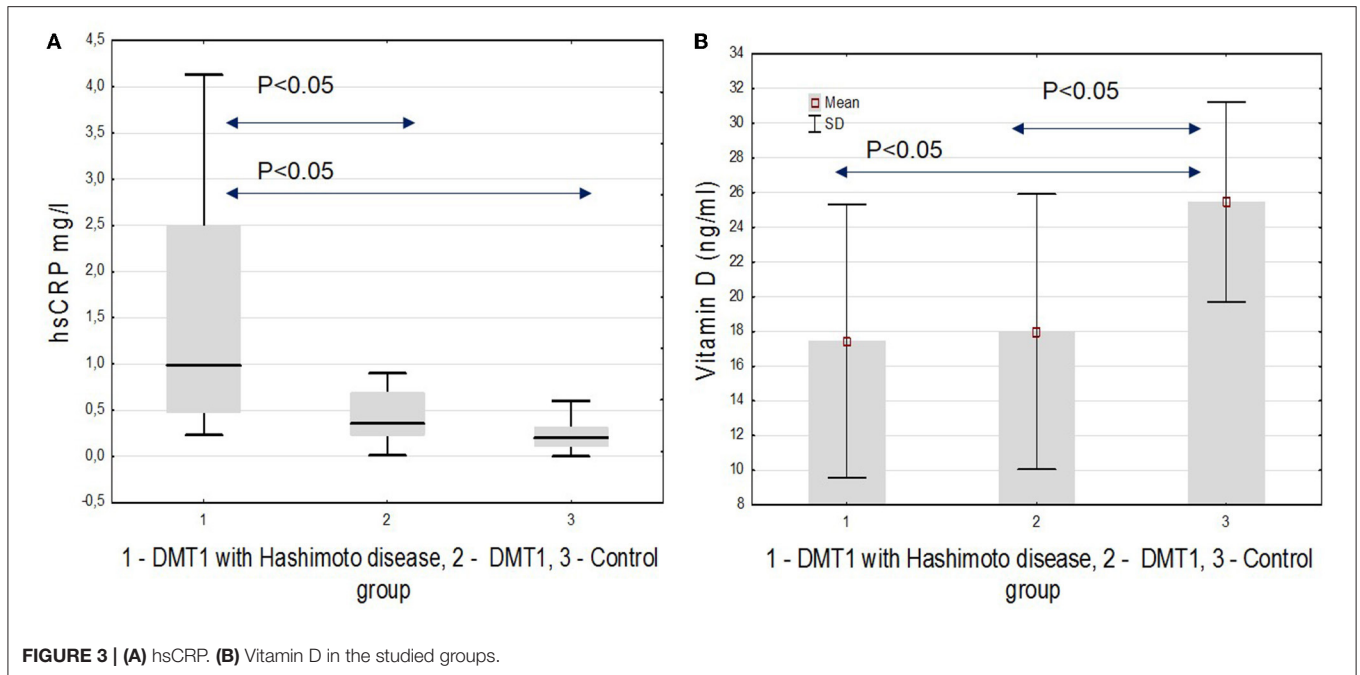 A
4,5
4,0
3,5
3,0
2,5
2,0
1,5
1,0
0,5
0,0
-0,5
hsCRP mg/l
P<0.05
P<0.05
1
2
3
1 - DMT1 with Hashimoto disease, 2 - DMT1, 3 - Control
group
B
34
32
30
28
26
24
22
20
18
16
14
12
10
8
Vitamin D (ng/ml)
Mean
SD
P<0.05
P<0.05
1
2
3
1 - DMT1 with Hashimoto disease, 2 - DMT1, 3 - Control
group
FIGURE 3 | (A) hsCRP. (B) Vitamin D in the studied groups.